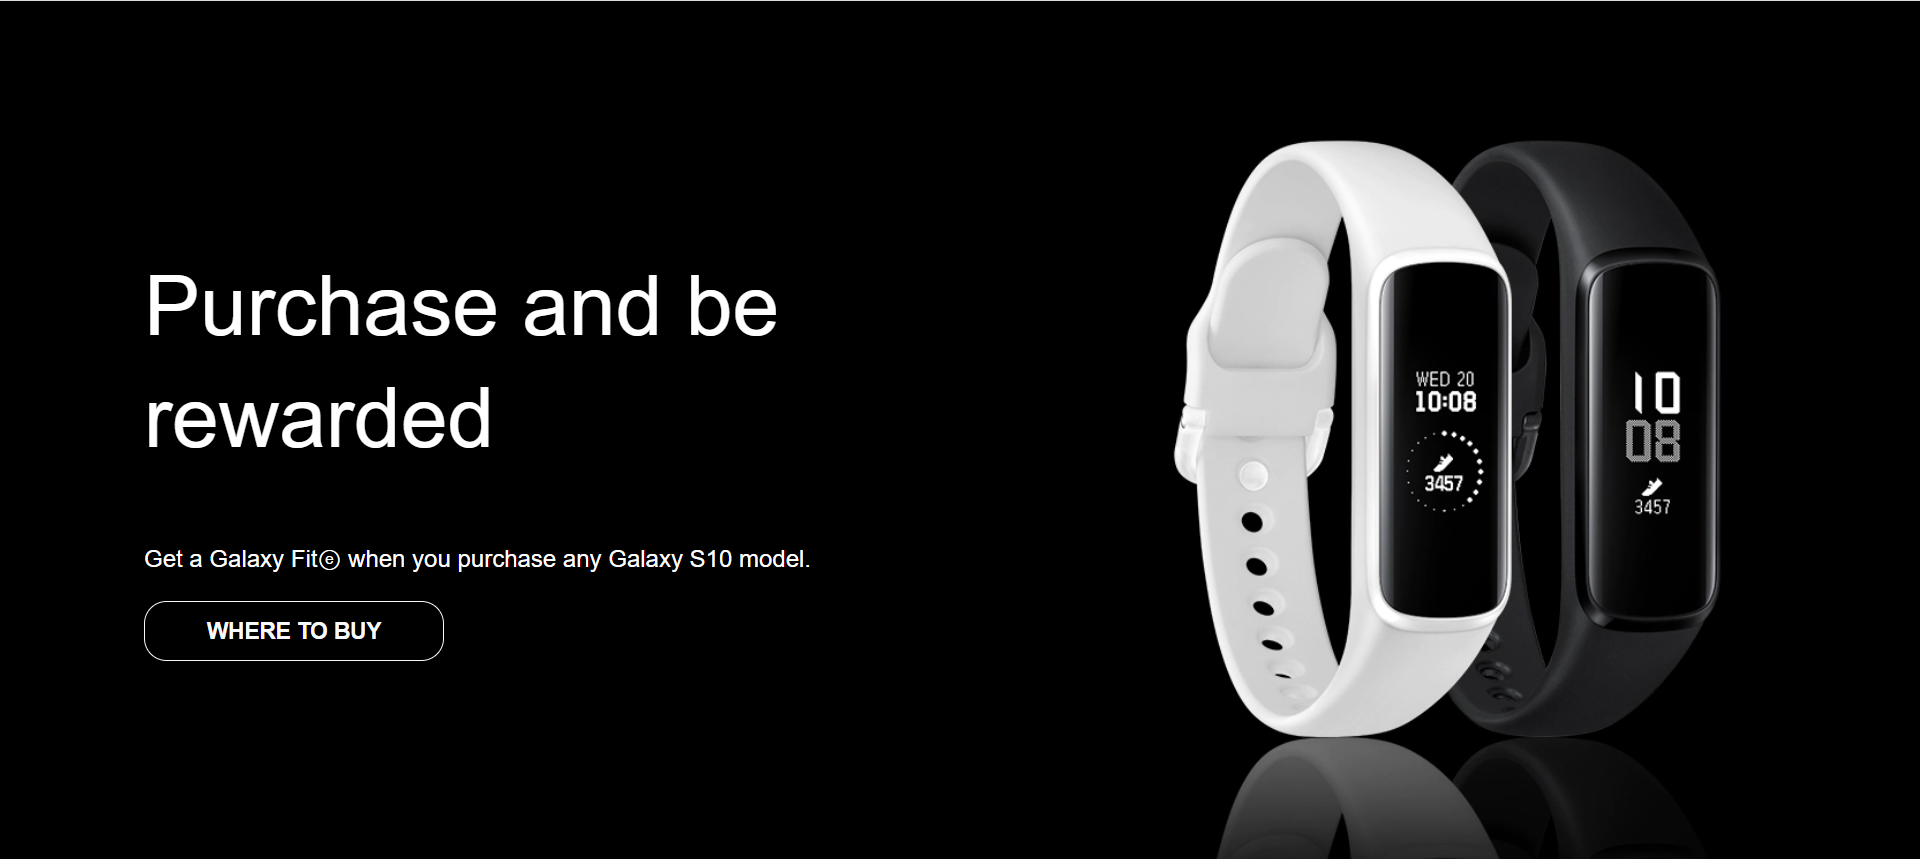 Purchase and be
rewarded
Get a Galaxy Fitⓔ when you purchase any Galaxy S10 model.
WHERE TO BUY
WED 20
10:08
3457
10
08
3457